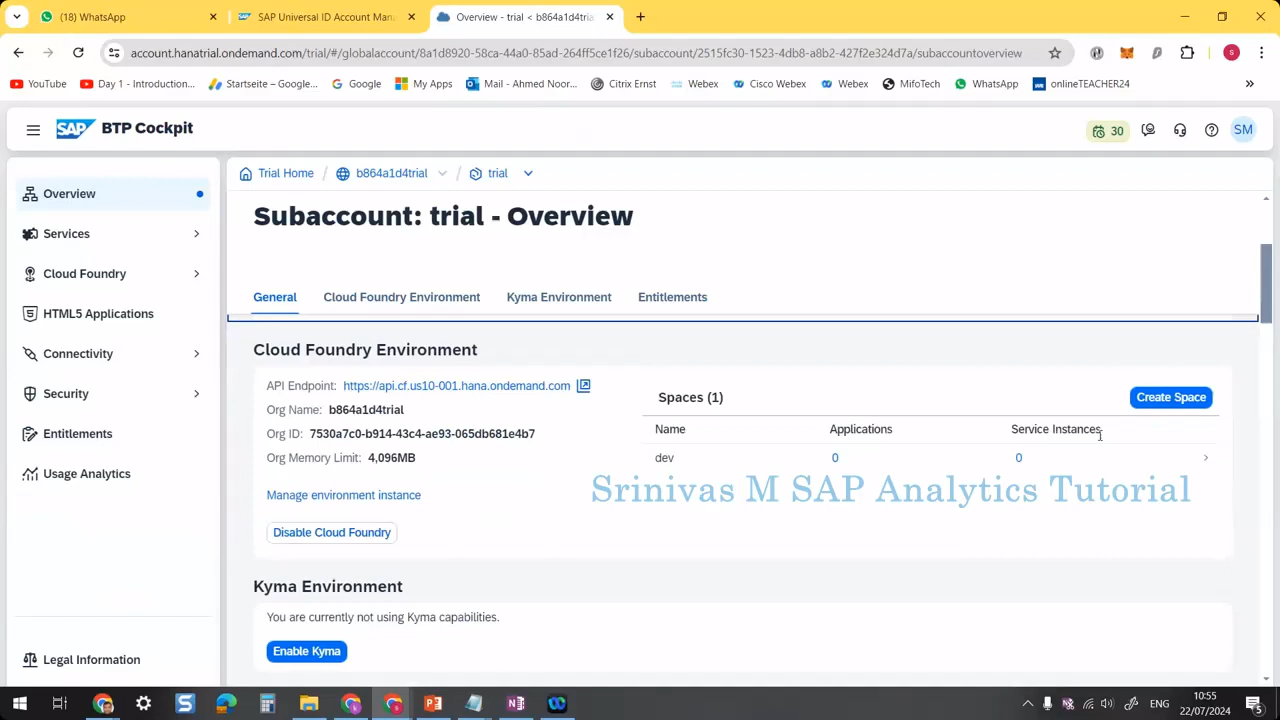 (18) WhatsApp
SAP Universal ID Account Man
Overview - trial < b864a1d4tria
account.hanatrial.ondemand.com/trial/#/globalaccount/8a1d8920-58ca-44a0-85ad-264ff5ce1f26/subaccount/2515fc30-1523-4db8-a8b2-427f2e324d7a/subaccountoverview
S
YouTube
Day 1 - Introduction...
Startseite – Google...
Google
My Apps
Mail - Ahmed Noor...
Citrix Ernst
Webex
Cisco Webex
Webex
MifoTech
WhatsApp
onlineTEACHER24
SAP BTP Cockpit
30
SM
Overview
Services
Cloud Foundry
HTML5 Applications
Connectivity
Security
Entitlements
Usage Analytics
Legal Information
Trial Home / b864a1d4trial / trial
Subaccount: trial - Overview
General
Cloud Foundry Environment
Kyma Environment
Entitlements
Cloud Foundry Environment
API Endpoint: https://api.cf.us10-001.hana.ondemand.com
Org Name: b864a1d4trial
Org ID: 7530a7c0-b914-43c4-ae93-065db681e4b7
Org Memory Limit: 4,096MB
Manage environment instance
Disable Cloud Foundry
Spaces (1)
Create Space
Name Applications Service Instances
dev 0 0
Srinivas M SAP Analytics Tutorial
Kyma Environment
You are currently not using Kyma capabilities.
Enable Kyma
ENG
10:55
22/07/2024
5